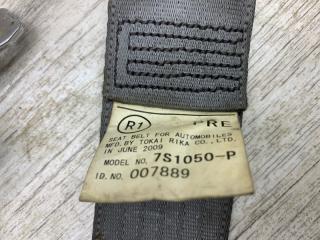 R1 PRE
SEAT BELT FOR AUTOMOBILES
MFD. BY TOKAI RIKA CO., LTD.
IN JUNE 2009
MODEL NO. 7S1050-P
ID. NO. 007889